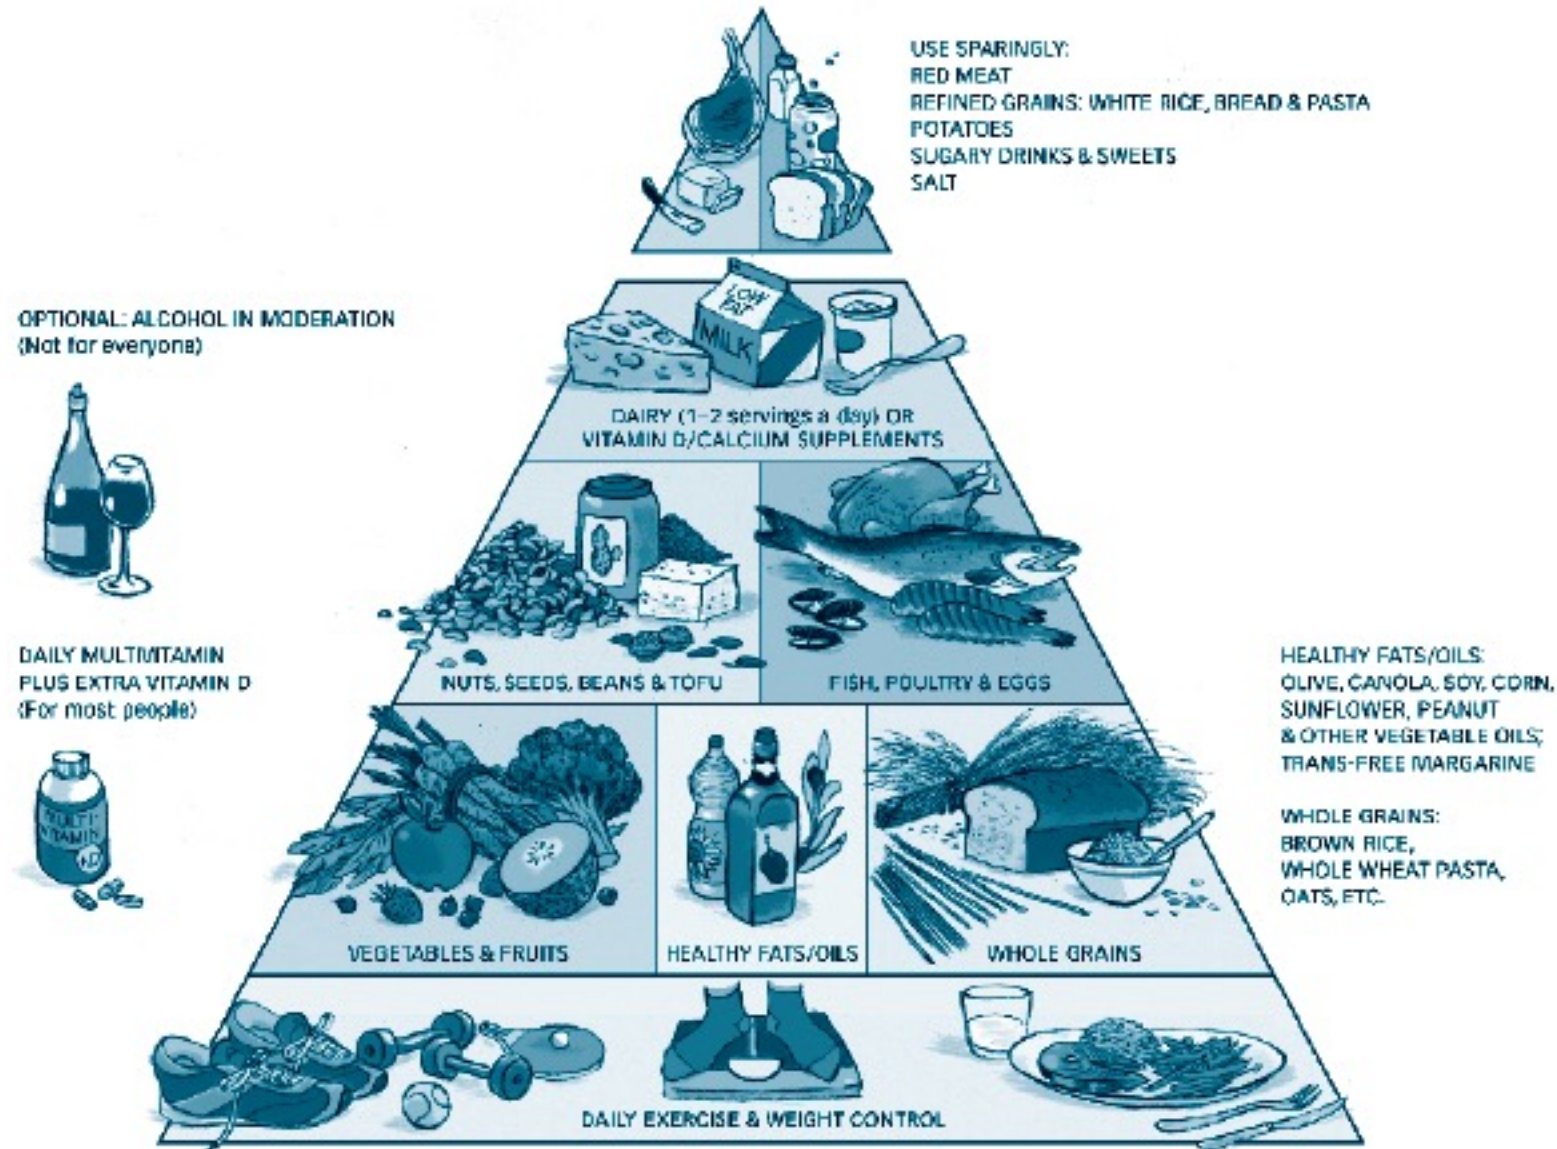 USE SPARINGLY:
RED MEAT
REFINED GRAINS: WHITE RICE, BREAD & PASTA
POTATOES
SUGARY DRINKS & SWEETS
SALT
OPTIONAL: ALCOHOL IN MODERATION
(Not for everyone)
LOW
FAT
MILK
DAIRY (1–2 servings a day) OR
VITAMIN D/CALCIUM SUPPLEMENTS
NUTS, SEEDS, BEANS & TOFU
FISH, POULTRY & EGGS
DAILY MULTIVITAMIN
PLUS EXTRA VITAMIN D
(For most people)
MULTI
VITAMIN
HEALTHY FATS/OILS:
OLIVE, CANOLA, SOY, CORN,
SUNFLOWER, PEANUT
& OTHER VEGETABLE OILS;
TRANS-FREE MARGARINE
WHOLE GRAINS:
BROWN RICE,
WHOLE WHEAT PASTA,
OATS, ETC.
VEGETABLES & FRUITS
HEALTHY FATS/OILS
WHOLE GRAINS
DAILY EXERCISE & WEIGHT CONTROL